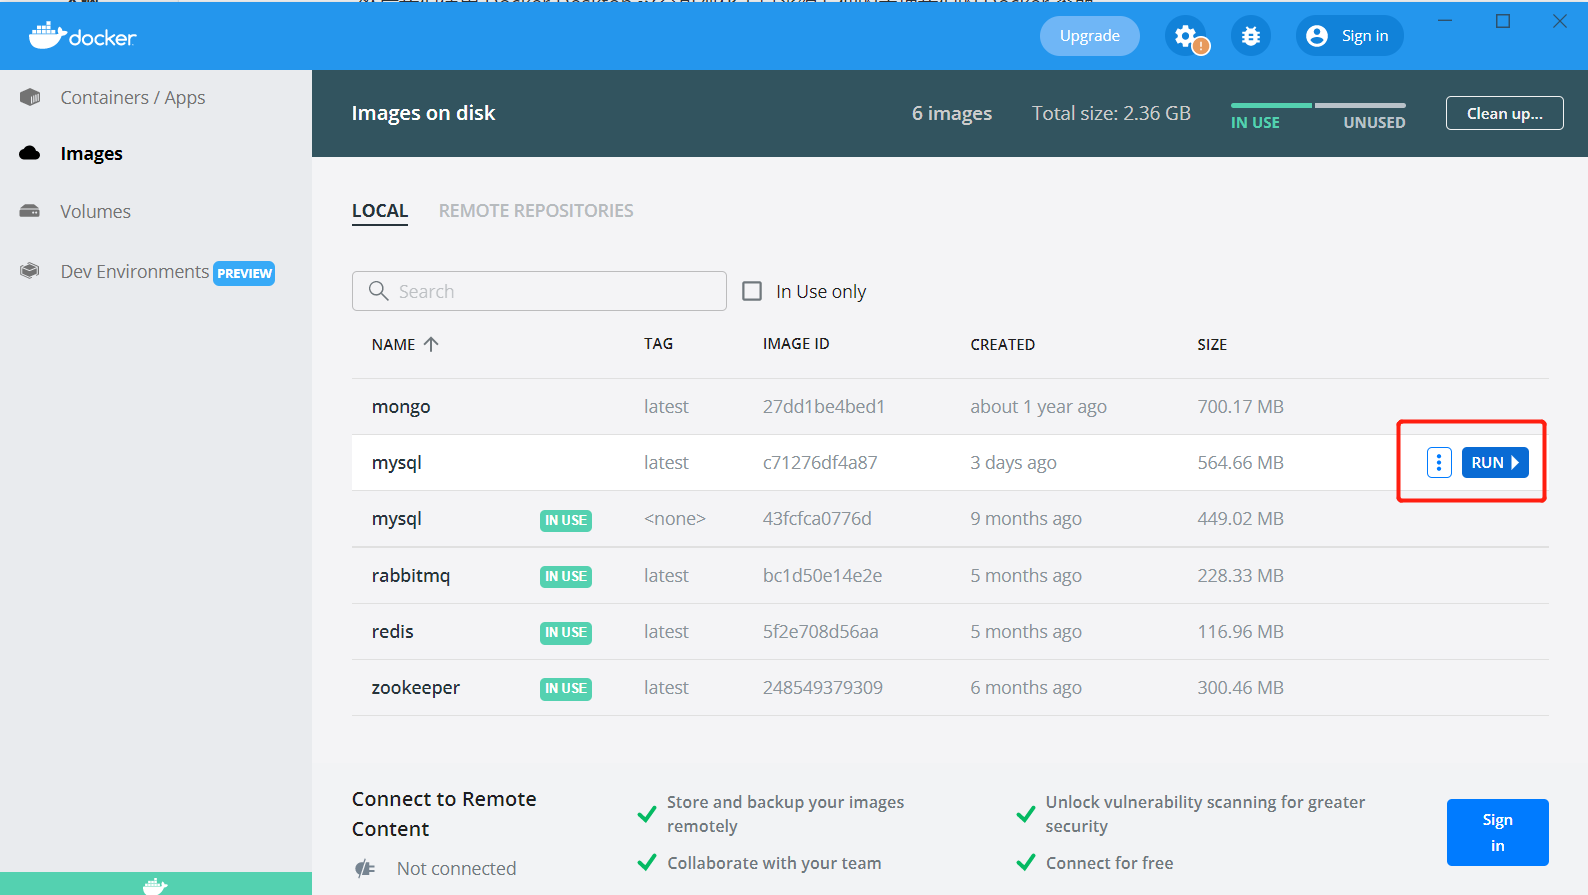 docker
Upgrade
Sign in
Containers / Apps
Images
Volumes
Dev Environments PREVIEW
Images on disk
6 images
Total size: 2.36 GB
IN USE
UNUSED
Clean up...
LOCAL
REMOTE REPOSITORIES
Search
In Use only
NAME TAG IMAGE ID CREATED SIZE
mongo latest 27dd1be4bed1 about 1 year ago 700.17 MB
mysql latest c71276df4a87 3 days ago 564.66 MB RUN
mysql IN USE <none> 43fcfca0776d 9 months ago 449.02 MB
rabbitmq IN USE latest bc1d50e14e2e 5 months ago 228.33 MB
redis IN USE latest 5f2e708d56aa 5 months ago 116.96 MB
zookeeper IN USE latest 248549379309 6 months ago 300.46 MB
Connect to Remote
Content
Not connected
Store and backup your images
remotely
Collaborate with your team
Unlock vulnerability scanning for greater
security
Connect for free
Sign
in